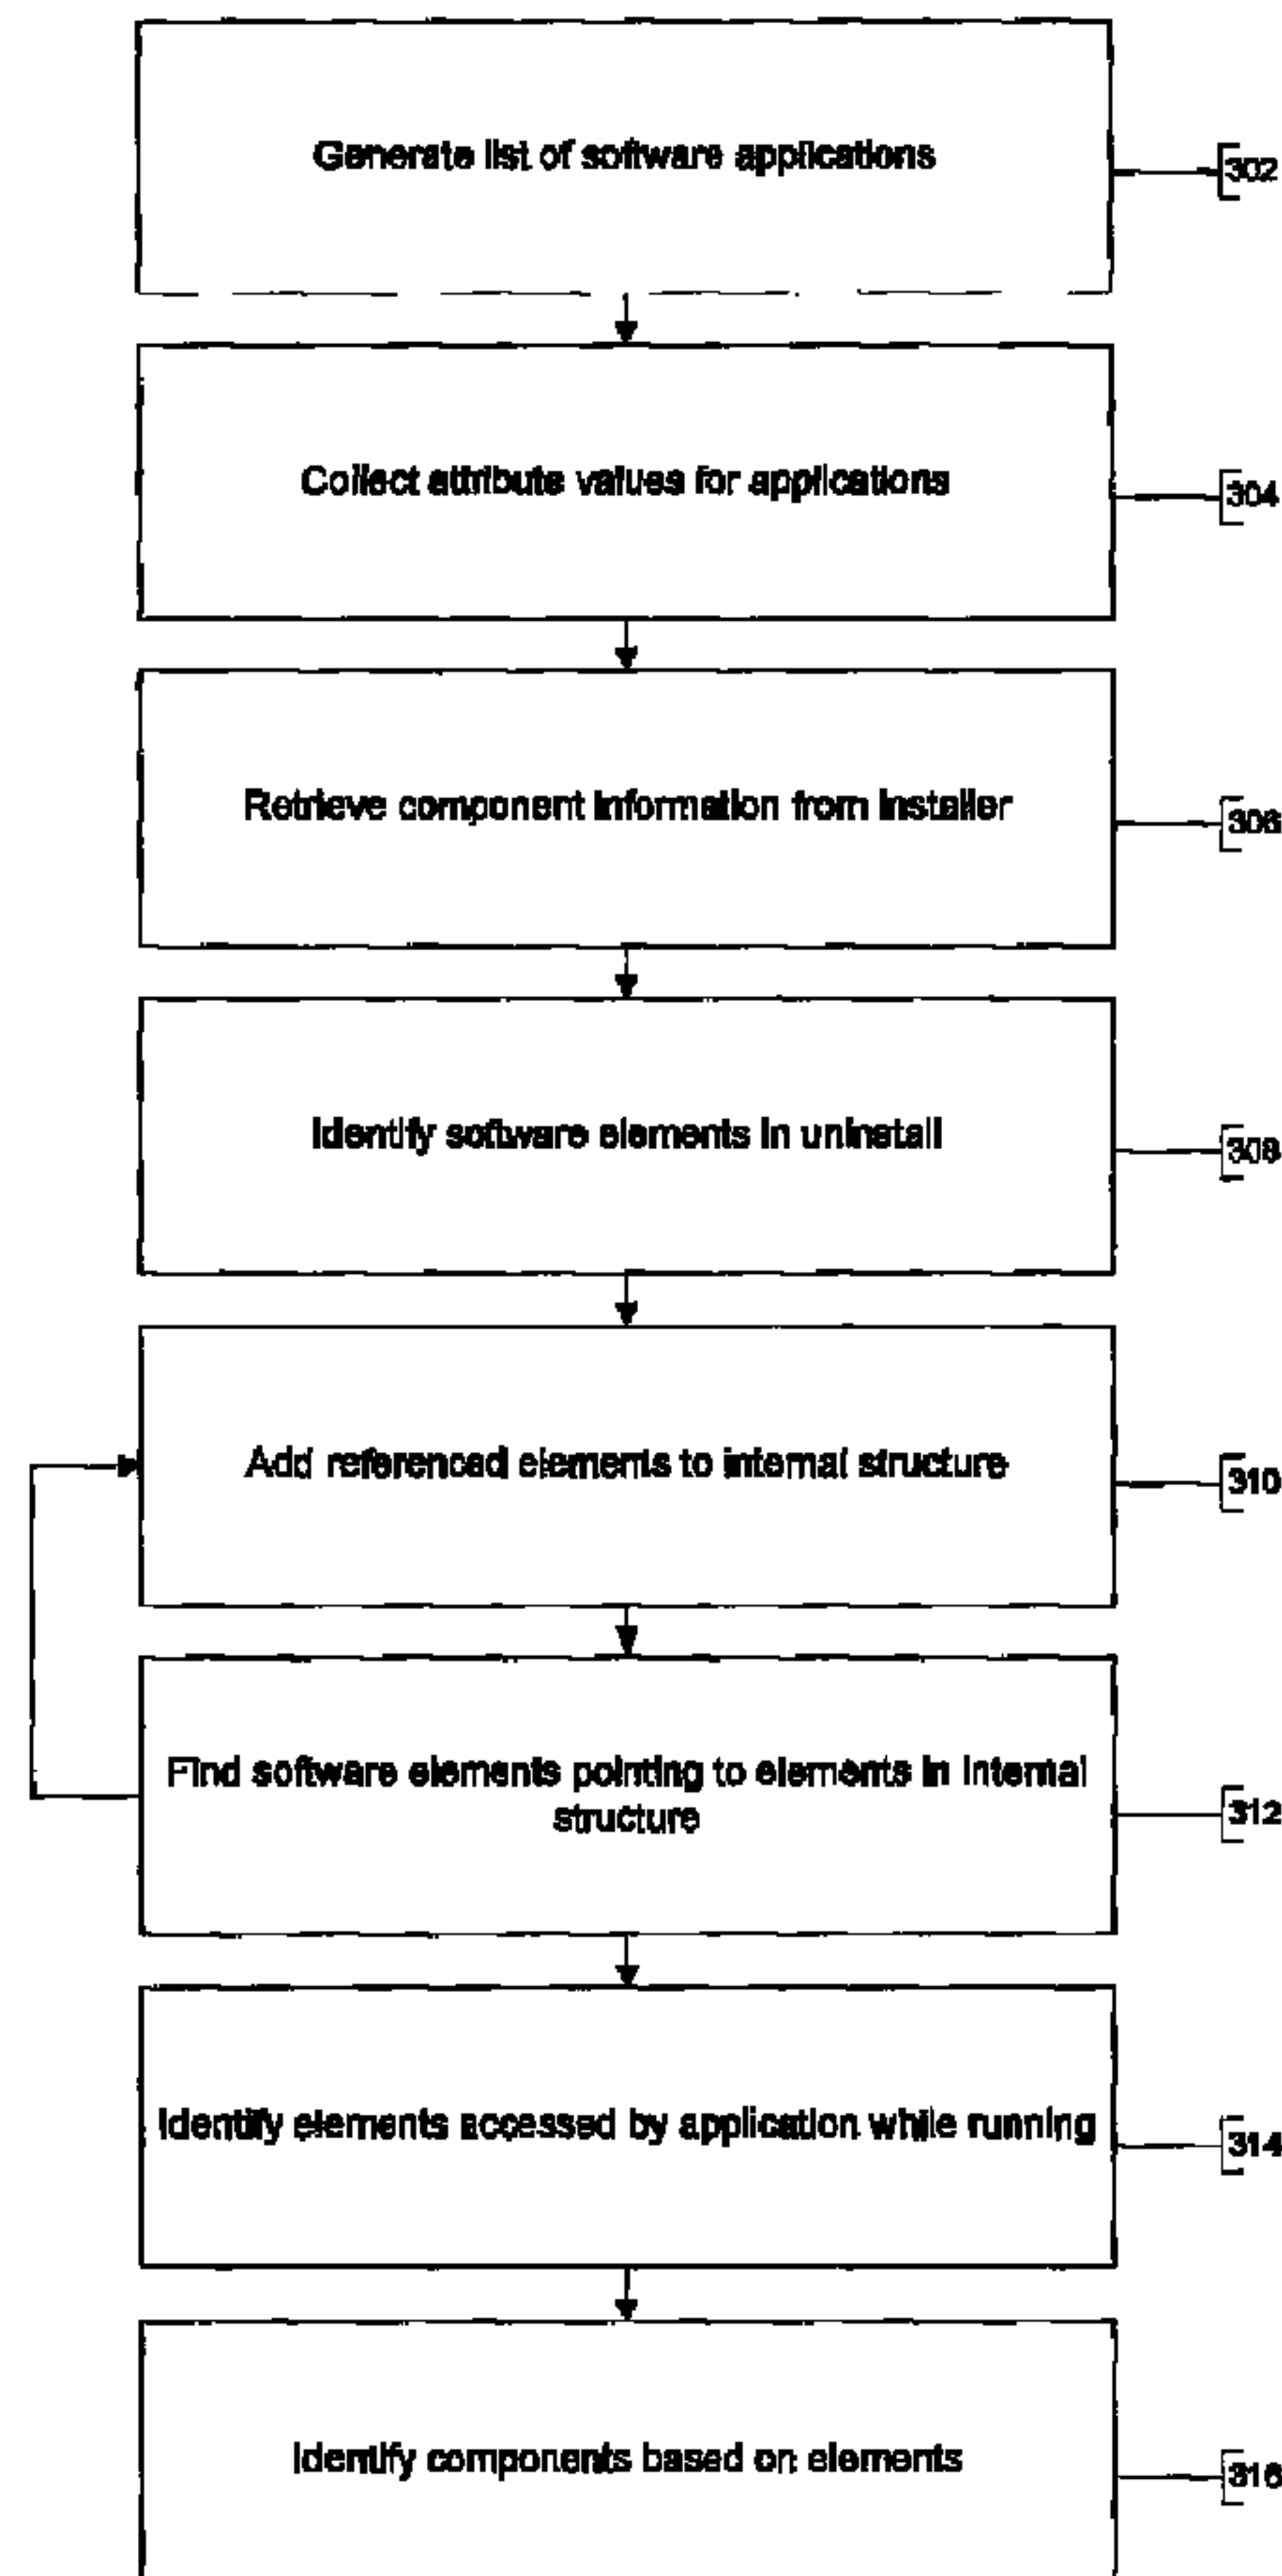 Generate list of software applications
302
Collect attribute values for applications
304
Retrieve component information from installer
306
Identify software elements in uninstall
308
Add referenced elements to internal structure
310
Find software elements pointing to elements in internal
structure
312
Identify elements accessed by application while running
314
Identify components based on elements
316